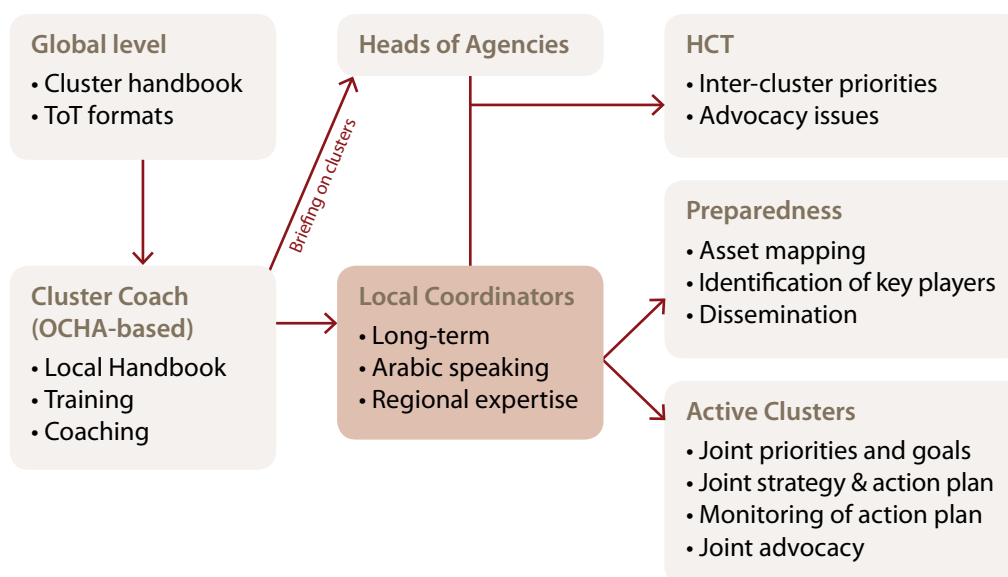 Global level
• Cluster handbook
• ToT formats
Heads of Agencies
HCT
• Inter-cluster priorities
• Advocacy issues
Briefing on clusters
Preparedness
• Asset mapping
• Identification of key players
• Dissemination
Cluster Coach
(OCHA-based)
• Local Handbook
• Training
• Coaching
Local Coordinators
• Long-term
• Arabic speaking
• Regional expertise
Active Clusters
• Joint priorities and goals
• Joint strategy & action plan
• Monitoring of action plan
• Joint advocacy